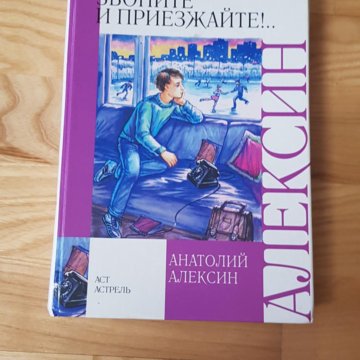 ЗВОНИТЕ
И ПРИЕЗЖАЙТЕ!..
АЛЕКСИН
АНАТОЛИЙ
АЛЕКСИН
АСТ
АСТРЕЛЬ